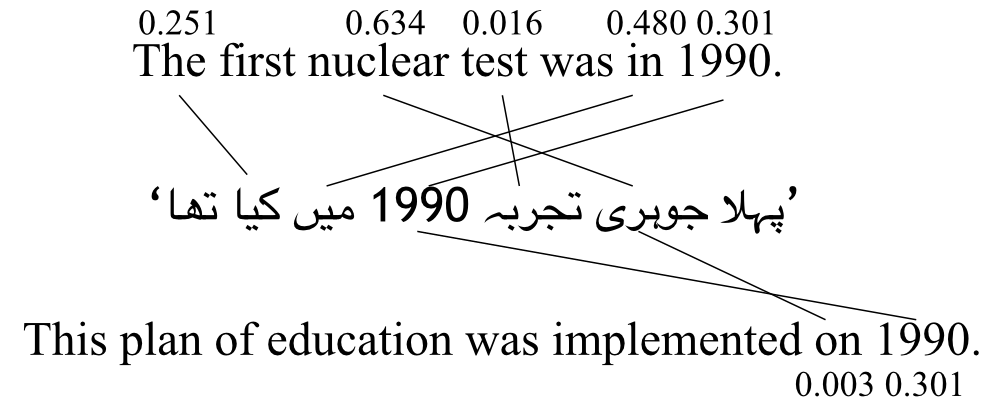 0.251 0.634 0.016 0.480 0.301
The first nuclear test was in 1990.
’پہلا جوہری تجربہ 1990 میں کیا تھا‘
This plan of education was implemented on 1990.
0.003 0.301